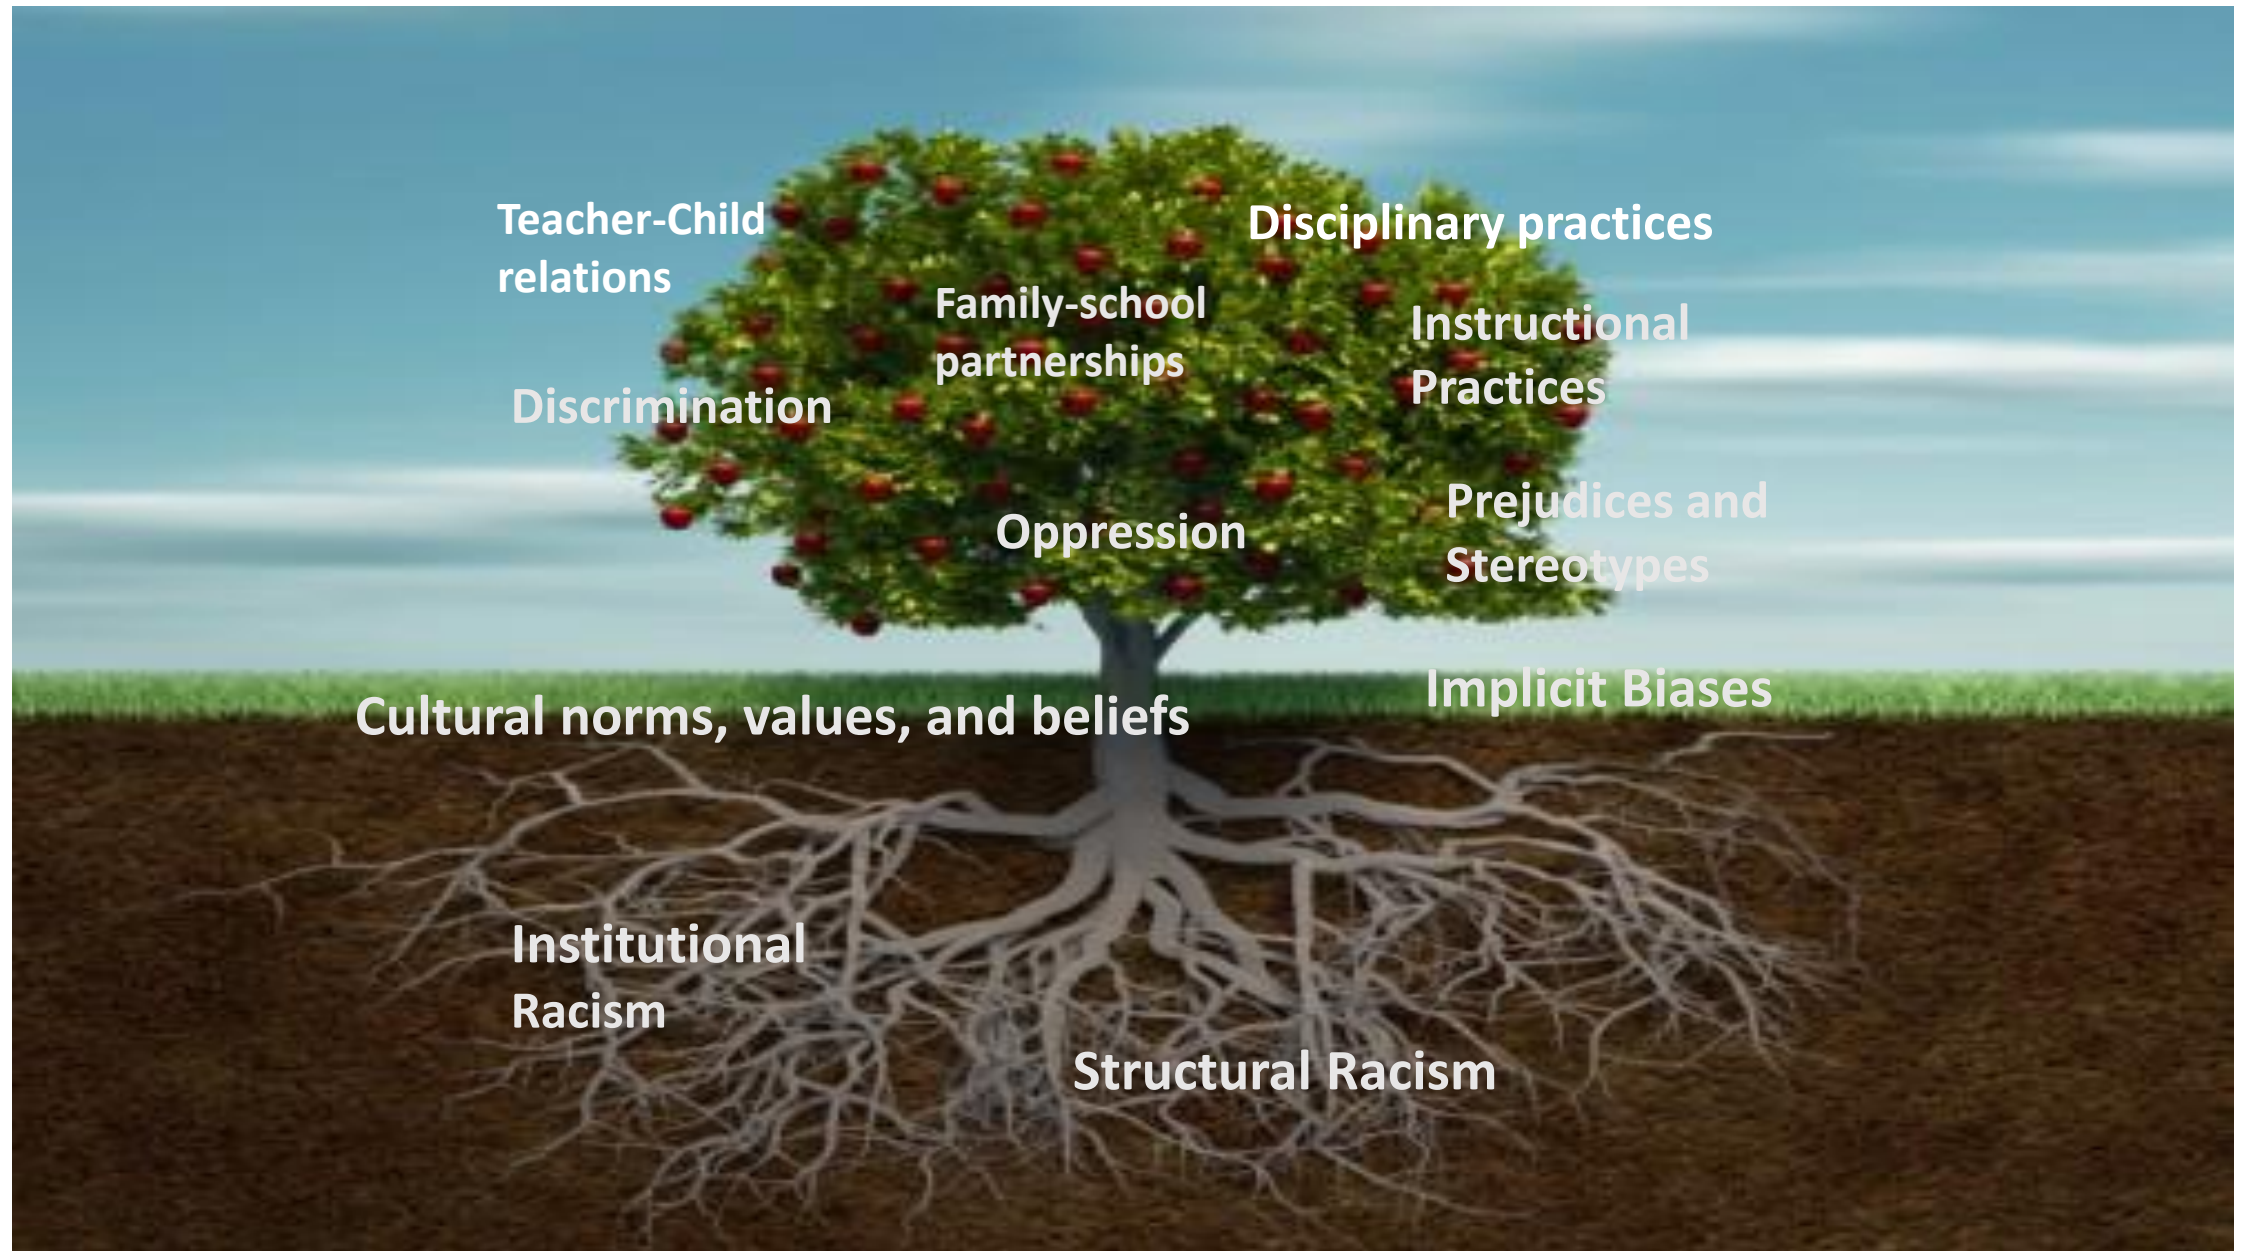 Teacher-Child
relations
Disciplinary practices
Family-school
partnerships
Instructional
Practices
Discrimination
Oppression
Prejudices and
Stereotypes
Implicit Biases
Cultural norms, values, and beliefs
Institutional
Racism
Structural Racism